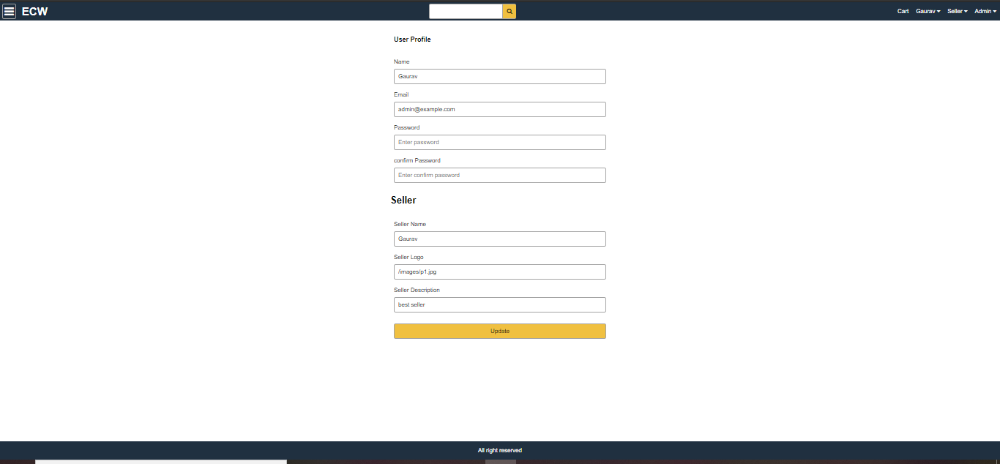 ECW
Cart Gaurav Seller Admin
User Profile
Name
Gaurav
Email
admin@example.com
Password
Enter password
confirm Password
Enter confirm password
Seller
Seller Name
Gaurav
Seller Logo
/images/p1.jpg
Seller Description
best seller
Update
All right reserved